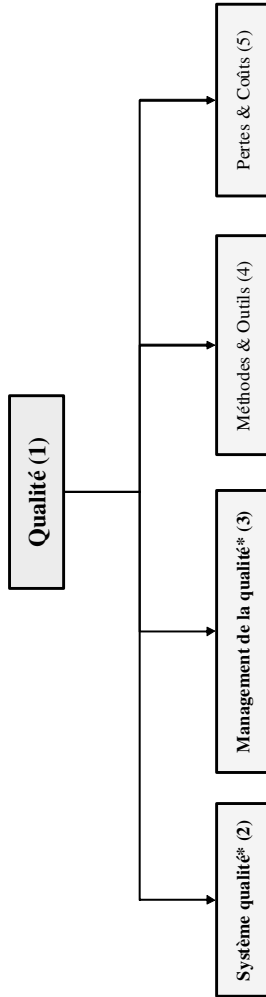 Qualité (1)
Système qualité* (2)
Management de la qualité* (3)
Méthodes & Outils (4)
Pertes & Coûts (5)